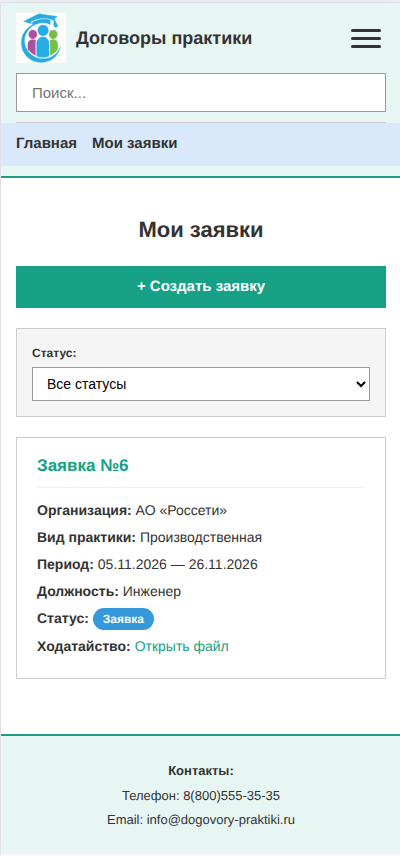 Договоры практики
Поиск...
Главная Мои заявки
Мои заявки
+ Создать заявку
Статус:
Все статусы
Заявка №6
Организация: АО «Россети»
Вид практики: Производственная
Период: 05.11.2026 — 26.11.2026
Должность: Инженер
Статус: Заявка
Ходатайство: Открыть файл
Контакты:
Телефон: 8(800)555-35-35
Email: info@dogovory-praktiki.ru